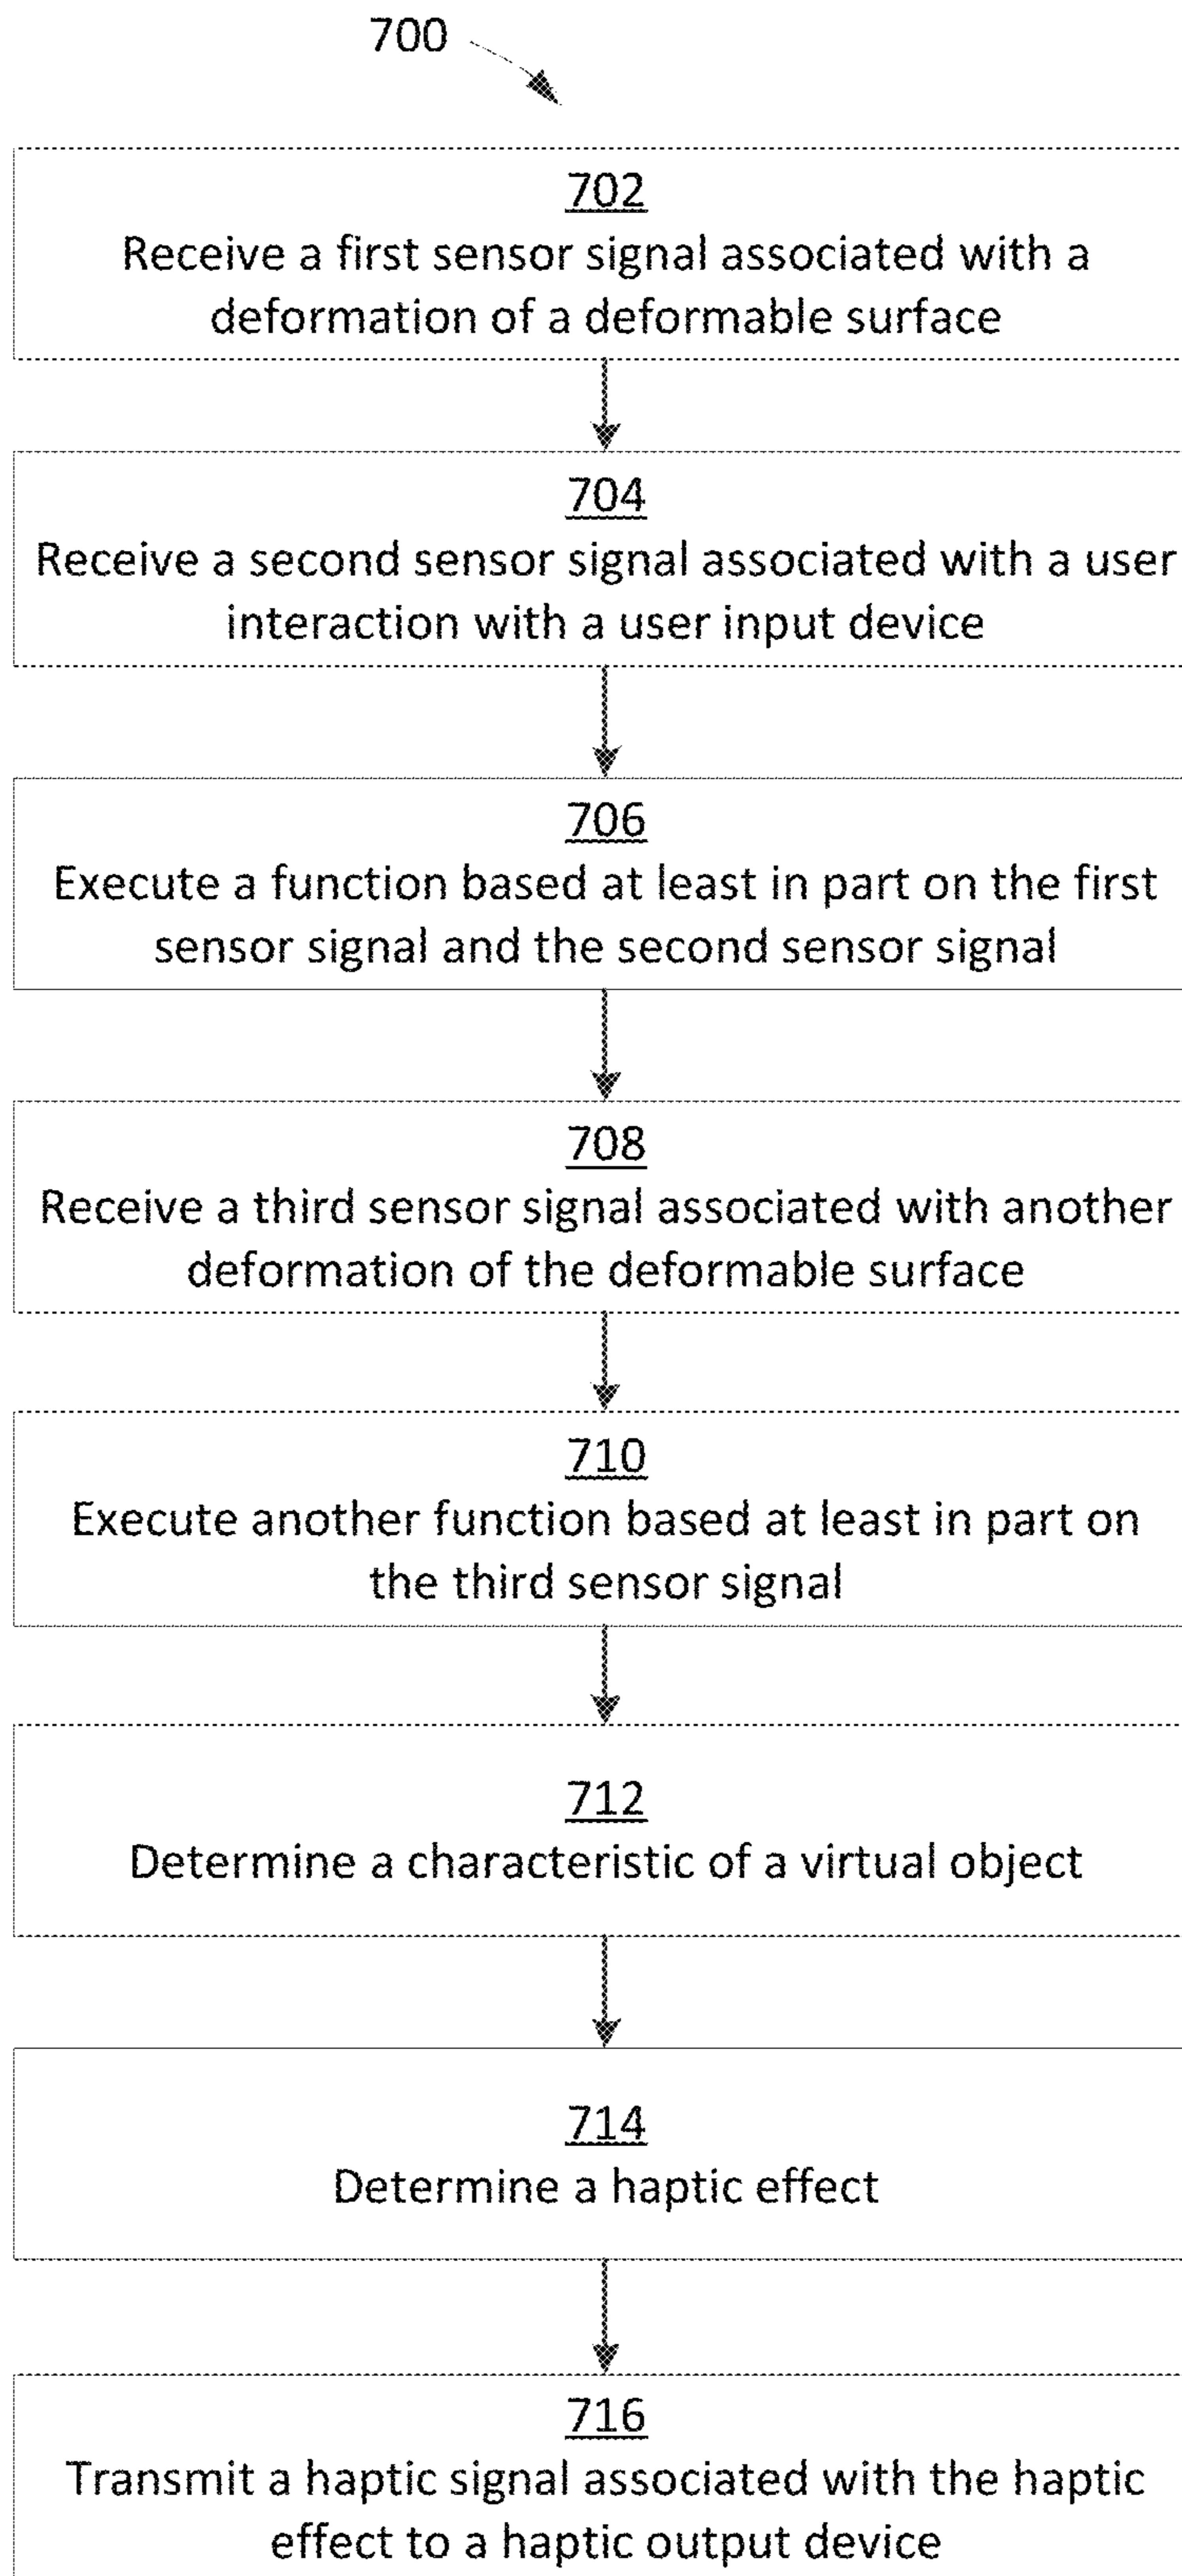 700
702
Receive a first sensor signal associated with a
deformation of a deformable surface
704
Receive a second sensor signal associated with a user
interaction with a user input device
706
Execute a function based at least in part on the first
sensor signal and the second sensor signal
708
Receive a third sensor signal associated with another
deformation of the deformable surface
710
Execute another function based at least in part on
the third sensor signal
712
Determine a characteristic of a virtual object
714
Determine a haptic effect
716
Transmit a haptic signal associated with the haptic
effect to a haptic output device